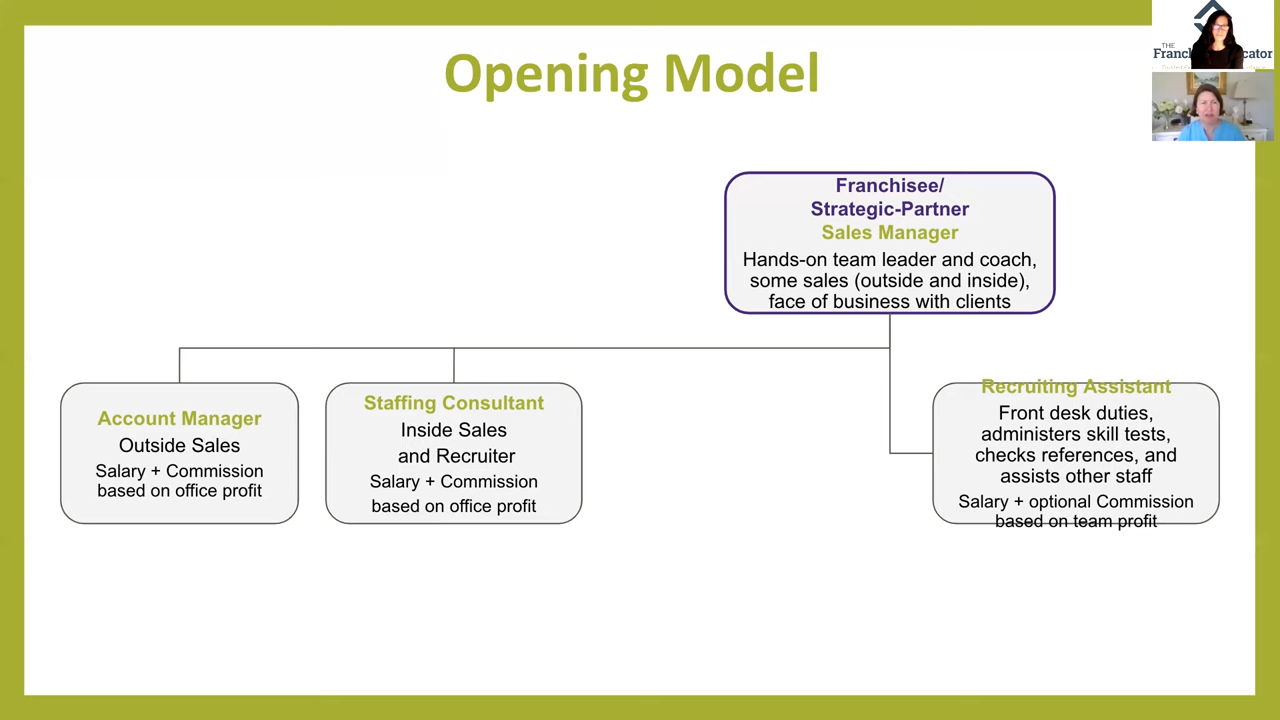 Opening Model
THE
Franch
cator
Franchisee/
Strategic-Partner
Sales Manager
Hands-on team leader and coach,
some sales (outside and inside),
face of business with clients
Account Manager
Outside Sales
Salary + Commission
based on office profit
Staffing Consultant
Inside Sales
and Recruiter
Salary + Commission
based on office profit
Recruiting Assistant
Front desk duties,
administers skill tests,
checks references, and
assists other staff
Salary + optional Commission
based on team profit